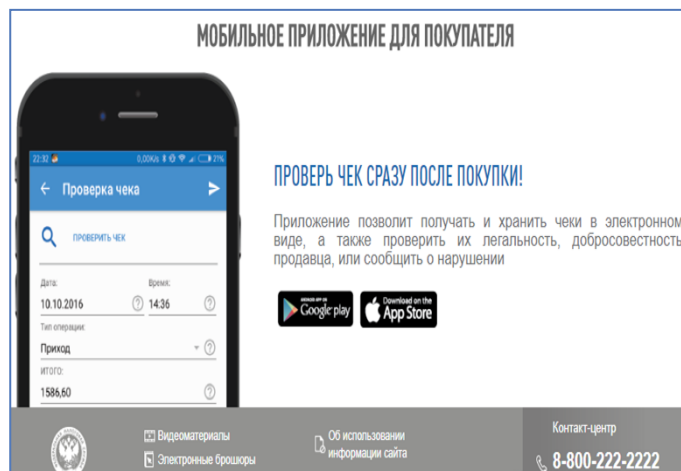 МОБИЛЬНОЕ ПРИЛОЖЕНИЕ ДЛЯ ПОКУПАТЕЛЯ
22:32 0,00K/s 21%
Проверка чека
ПРОВЕРИТЬ ЧЕК
Дата: Время:
10.10.2016 14:36
Тип операции:
Приход
ИТОГО:
1586,60
ПРОВЕРЬ ЧЕК СРАЗУ ПОСЛЕ ПОКУПКИ!
Приложение позволит получать и хранить чеки в электронном
виде, а также проверить их легальность, добросовестность
продавца, или сообщить о нарушении
ANDROID APP ON
Google play
Download on the
App Store
Видеоматериалы
Электронные брошюры
Об использовании
информации сайта
Контакт-центр
8-800-222-2222